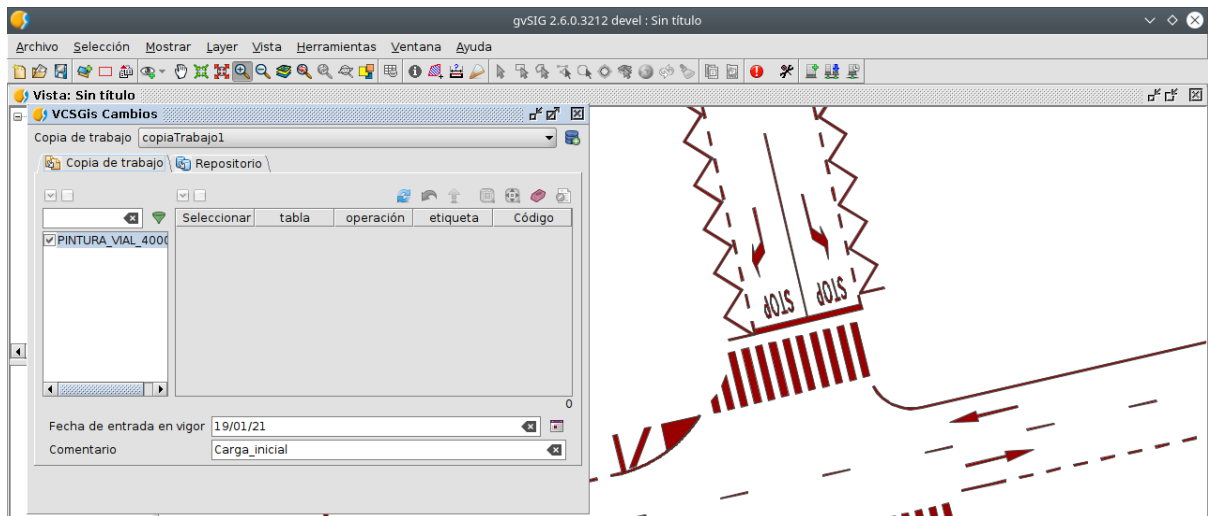 gvSIG 2.6.0.3212 devel : Sin título
Archivo Selección Mostrar Layer Vista Herramientas Ventana Ayuda
Vista: Sin título
VCSGis Cambios
Copia de trabajo copiaTrabajo1
Copia de trabajo Repositorio
Seleccionar tabla operación etiqueta Código
PINTURA_VIAL_4000
0
Fecha de entrada en vigor 19/01/21
Comentario Carga_inicial
STOP STOP